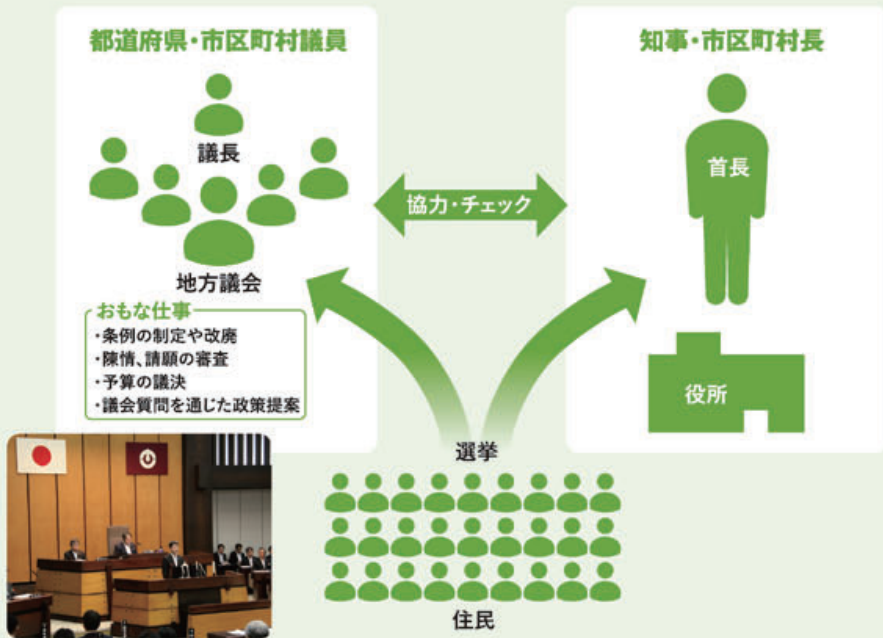 都道府県・市区町村議員
議長
地方議会
おもな仕事
・条例の制定や改廃
・陳情、請願の審査
・予算の議決
・議会質問を通じた政策提案
協力・チェック
知事・市区町村長
首長
役所
選挙
住民